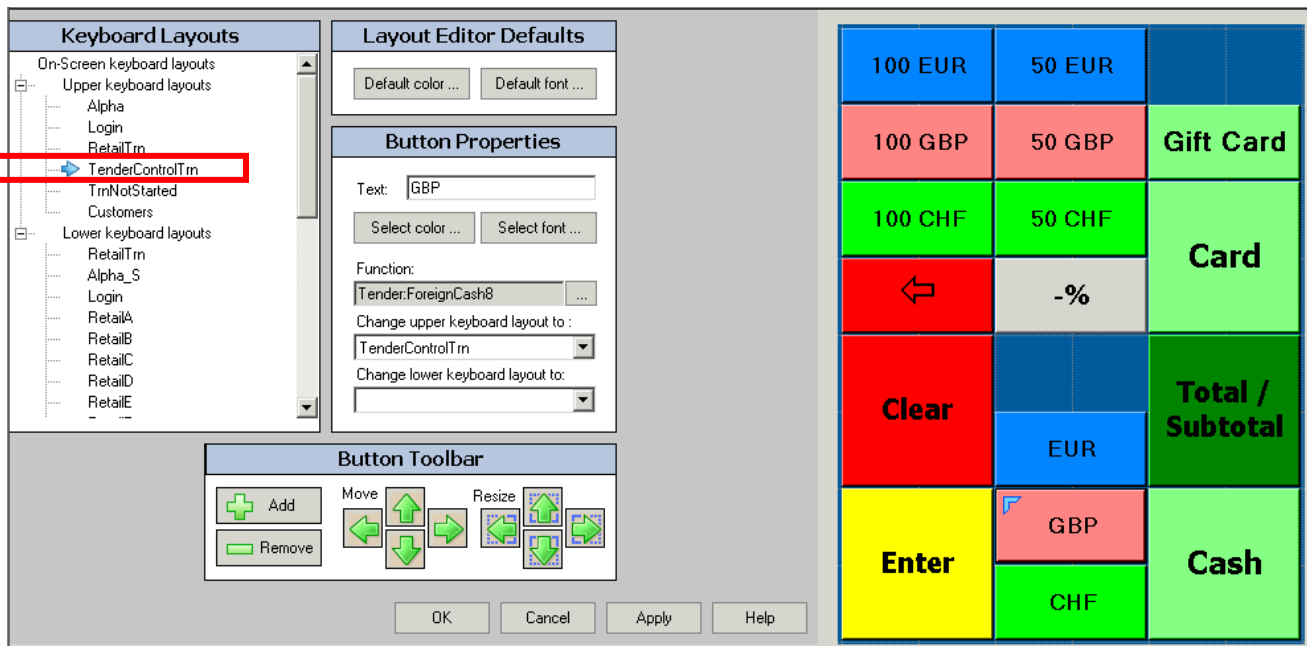 Keyboard Layouts
On-Screen keyboard layouts
Upper keyboard layouts
Alpha
Login
RetailTrn
TenderControlTrn
TrnNotStarted
Customers
Lower keyboard layouts
RetailTrn
Alpha_S
Login
RetailA
RetailB
RetailC
RetailD
RetailE
Layout Editor Defaults
Default color ...
Default font ...
Button Properties
Text: GBP
Select color ...
Select font ...
Function:
Tender:ForeignCash8 ...
Change upper keyboard layout to :
TenderControlTrn
Change lower keyboard layout to:
Button Toolbar
Add
Remove
Move
Resize
OK
Cancel
Apply
Help
100 EUR
50 EUR
100 GBP
50 GBP
Gift Card
100 CHF
50 CHF
Card
-%
Clear
Total /
Subtotal
EUR
GBP
Enter
Cash
CHF